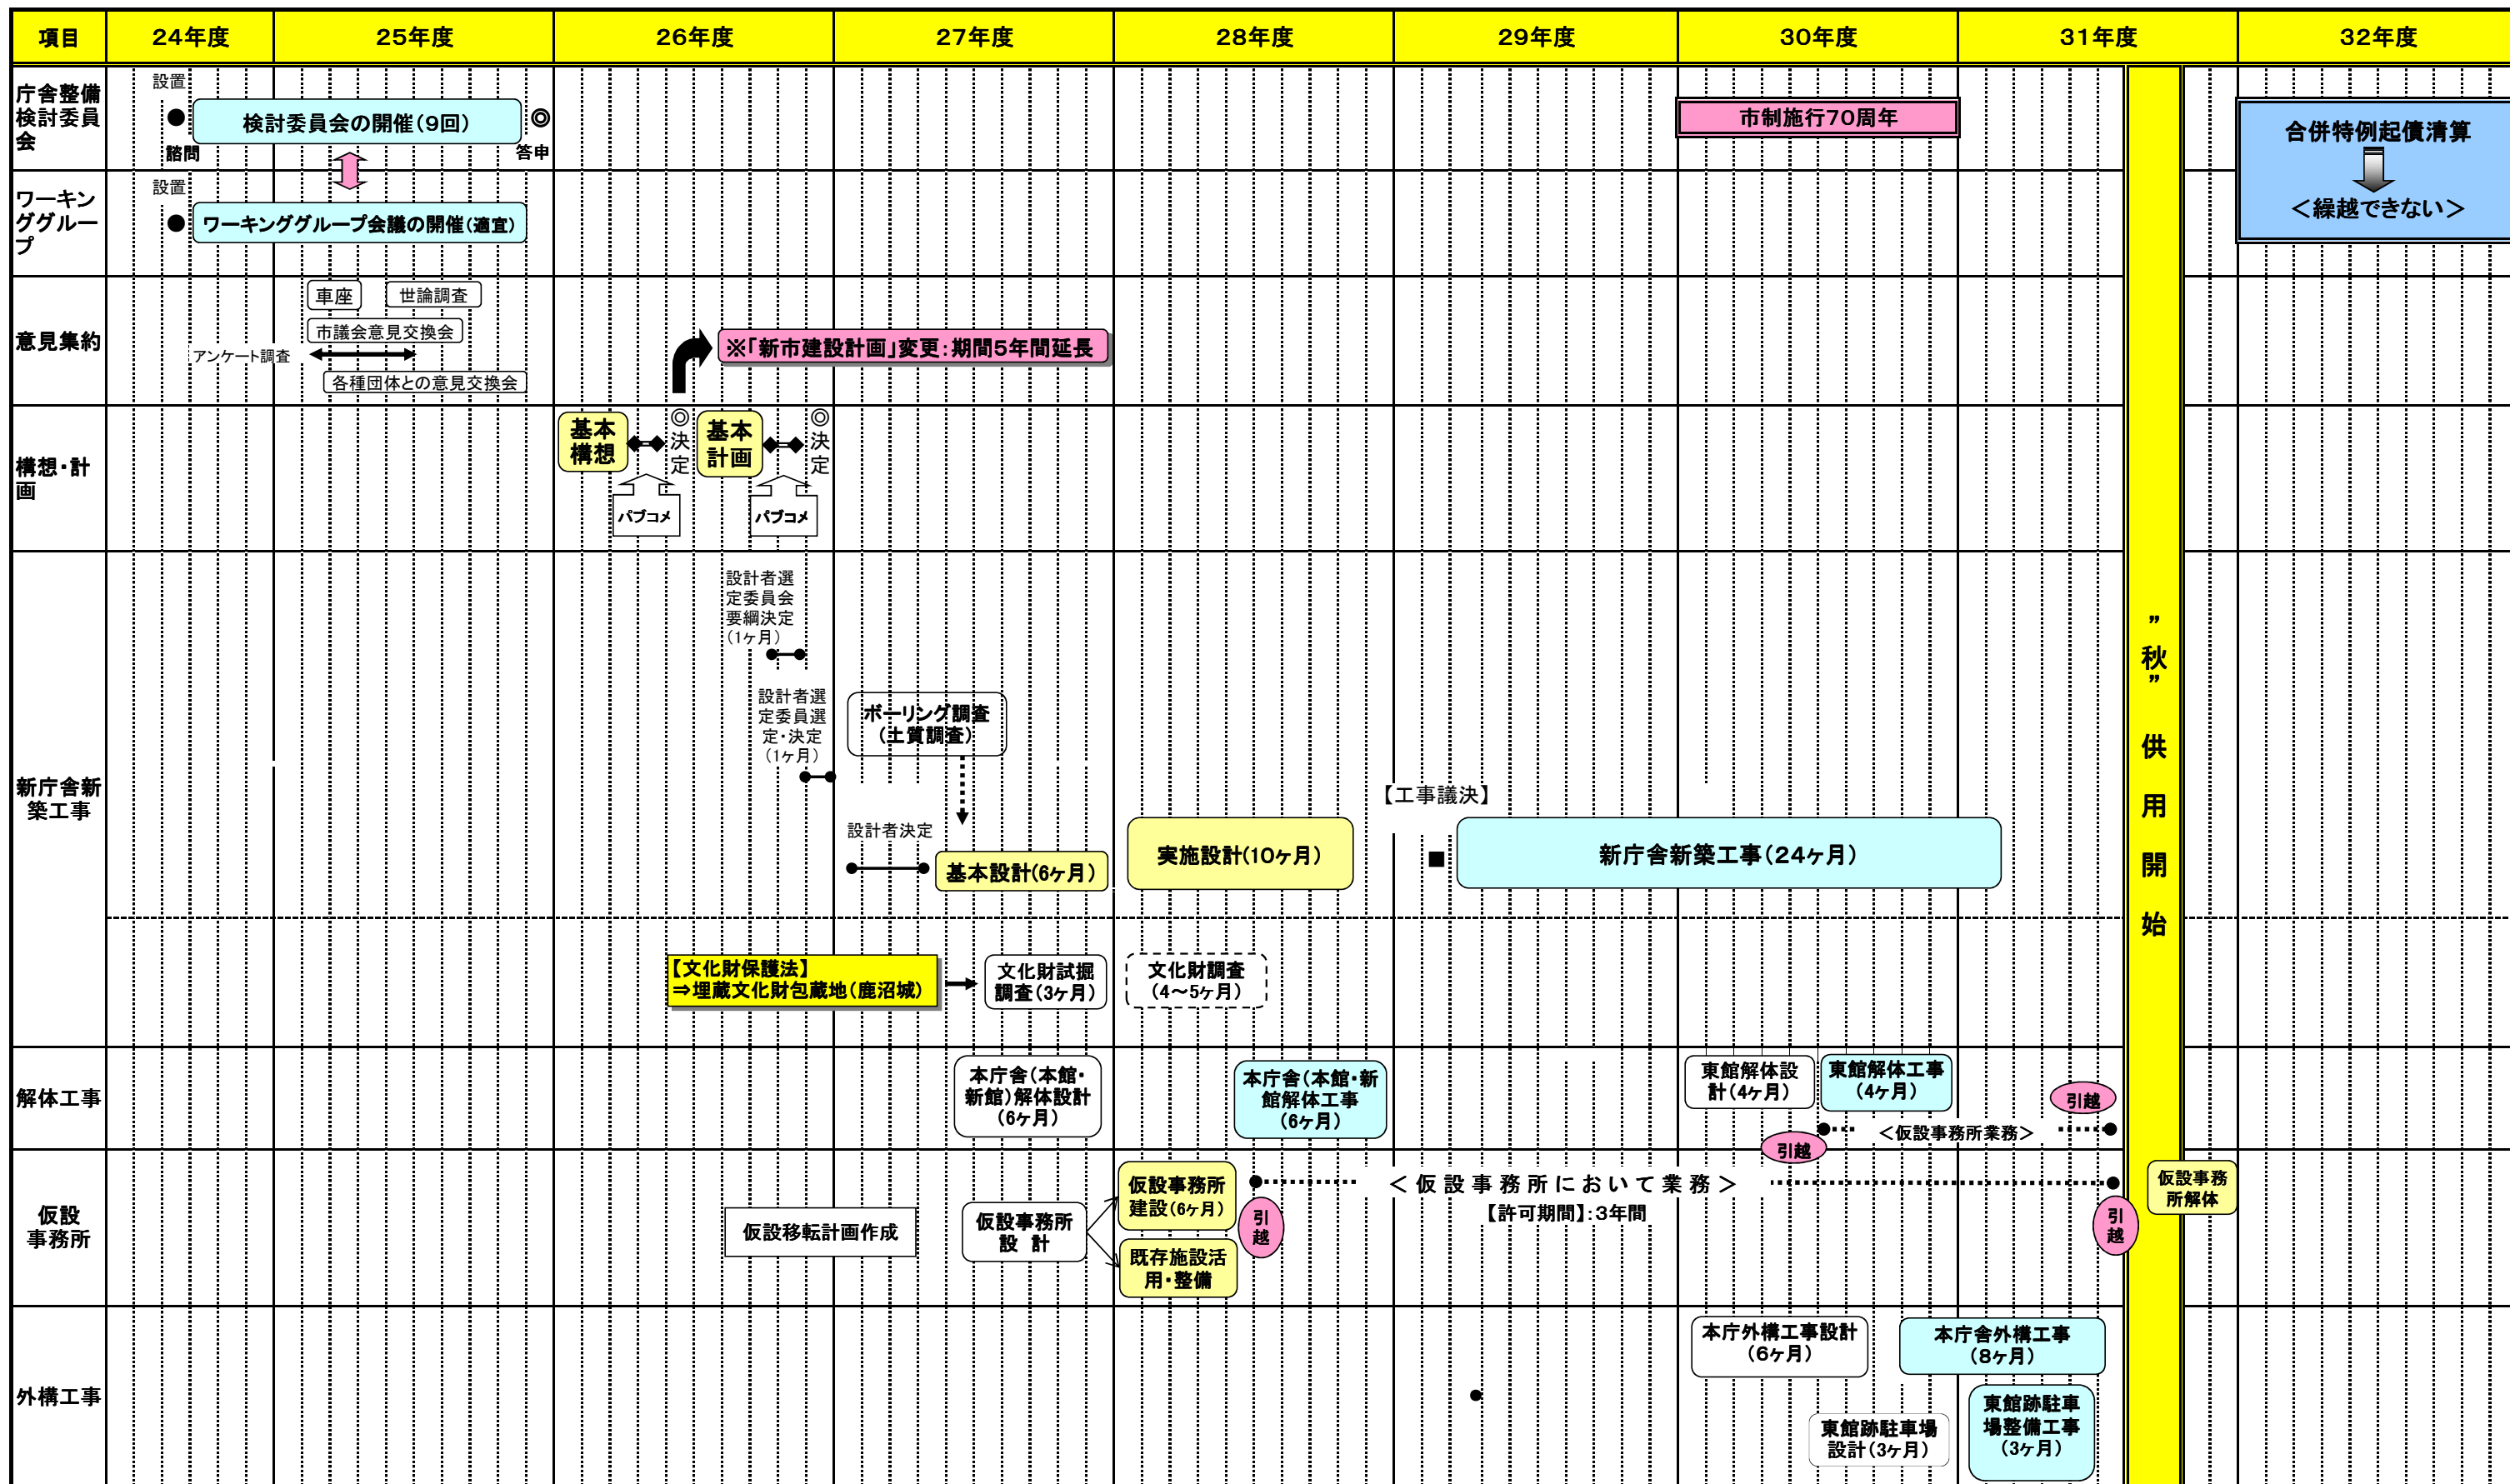 項目
24年度
25年度
26年度
27年度
28年度
29年度
30年度
31年度
32年度
庁舎整備
検討委員
会
設置
諮問
検討委員会の開催(9回)
◎
答申
市制施行70周年
合併特例起債清算
<繰越できない>
ワーキン
ググルー
プ
設置
ワーキンググループ会議の開催(適宜)
意見集約
車座
世論調査
市議会意見交換会
アンケート調査
各種団体との意見交換会
※「新市建設計画」変更:期間5年間延長
構想・計
画
基本
構想
◎
決
定
パブコメ
基本
計画
◎
決
定
パブコメ
新庁舎新
築工事
設計者選
定委員会
要綱決定
(1ヶ月)
設計者選
定委員選
定・決定
(1ヶ月)
ボーリング調査
(土質調査)
設計者決定
基本設計(6ヶ月)
実施設計(10ヶ月)
【工事議決】
■
新庁舎新築工事(24ヶ月)
【文化財保護法】
⇒埋蔵文化財包蔵地(鹿沼城)
文化財試掘
調査(3ヶ月)
文化財調査
(4~5ヶ月)
”
秋
”
供
用
開
始
解体工事
本庁舎(本館・
新館)解体設計
(6ヶ月)
本庁舎(本館・新
館解体工事
(6ヶ月)
東館解体設
計(4ヶ月)
東館解体工事
(4ヶ月)
引越
<仮設事務所業務>
引越
仮設
事務所
仮設移転計画作成
仮設事務所
設 計
仮設事務所
建設(6ヶ月)
既存施設活
用・整備
引
越
<仮設事務所において業務>
【許可期間】:3年間
引
越
仮設事務
所解体
外構工事
本庁外構工事設計
(6ヶ月)
本庁舎外構工事
(8ヶ月)
東館跡駐車場
設計(3ヶ月)
東館跡駐車
場整備工事
(3ヶ月)